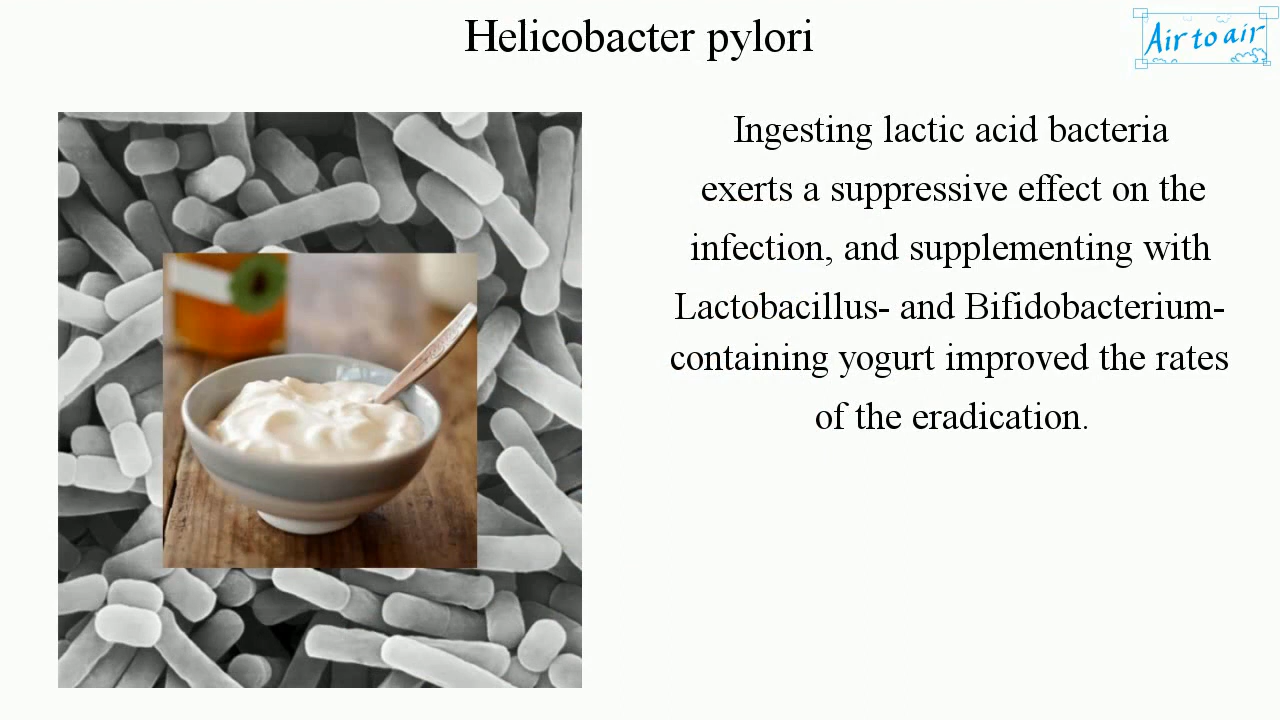 Helicobacter pylori
Air to air
Ingesting lactic acid bacteria
exerts a suppressive effect on the
infection, and supplementing with
Lactobacillus- and Bifidobacterium-
containing yogurt improved the rates
of the eradication.